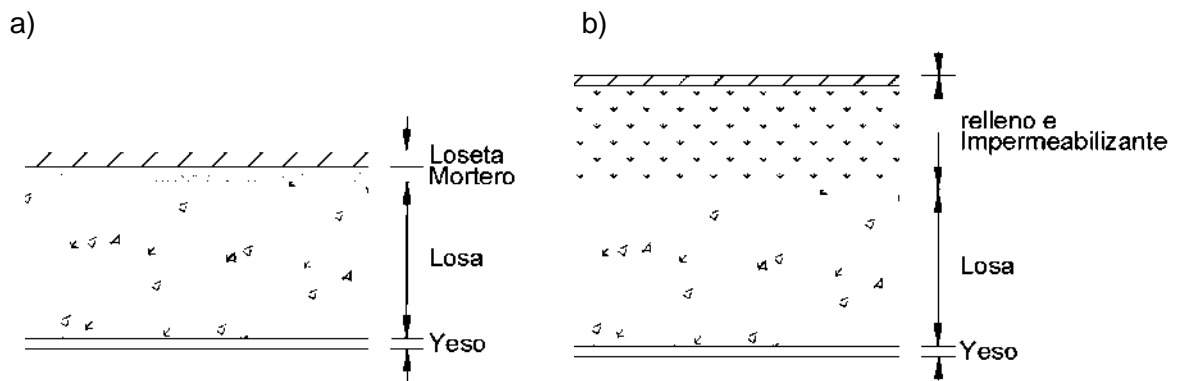 a)
Loseta
Mortero
Losa
Yeso
b)
relleno e
Impermeabilizante
Losa
Yeso